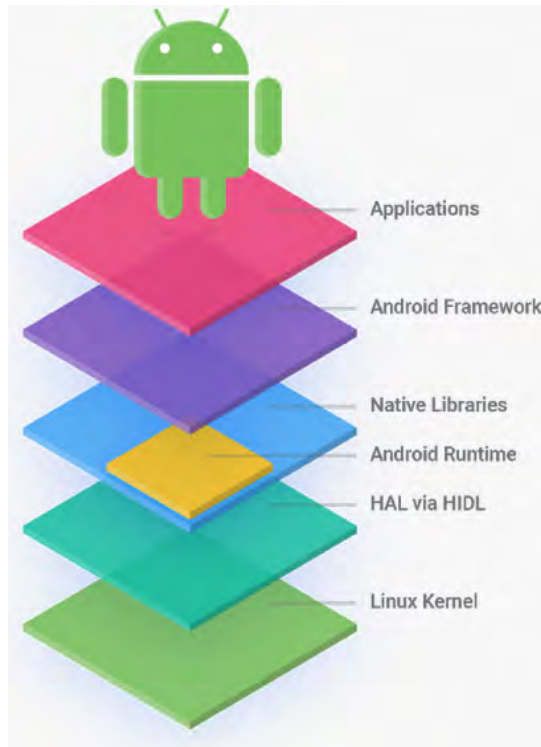 Applications
Android Framework
Native Libraries
Android Runtime
HAL via HIDL
Linux Kernel